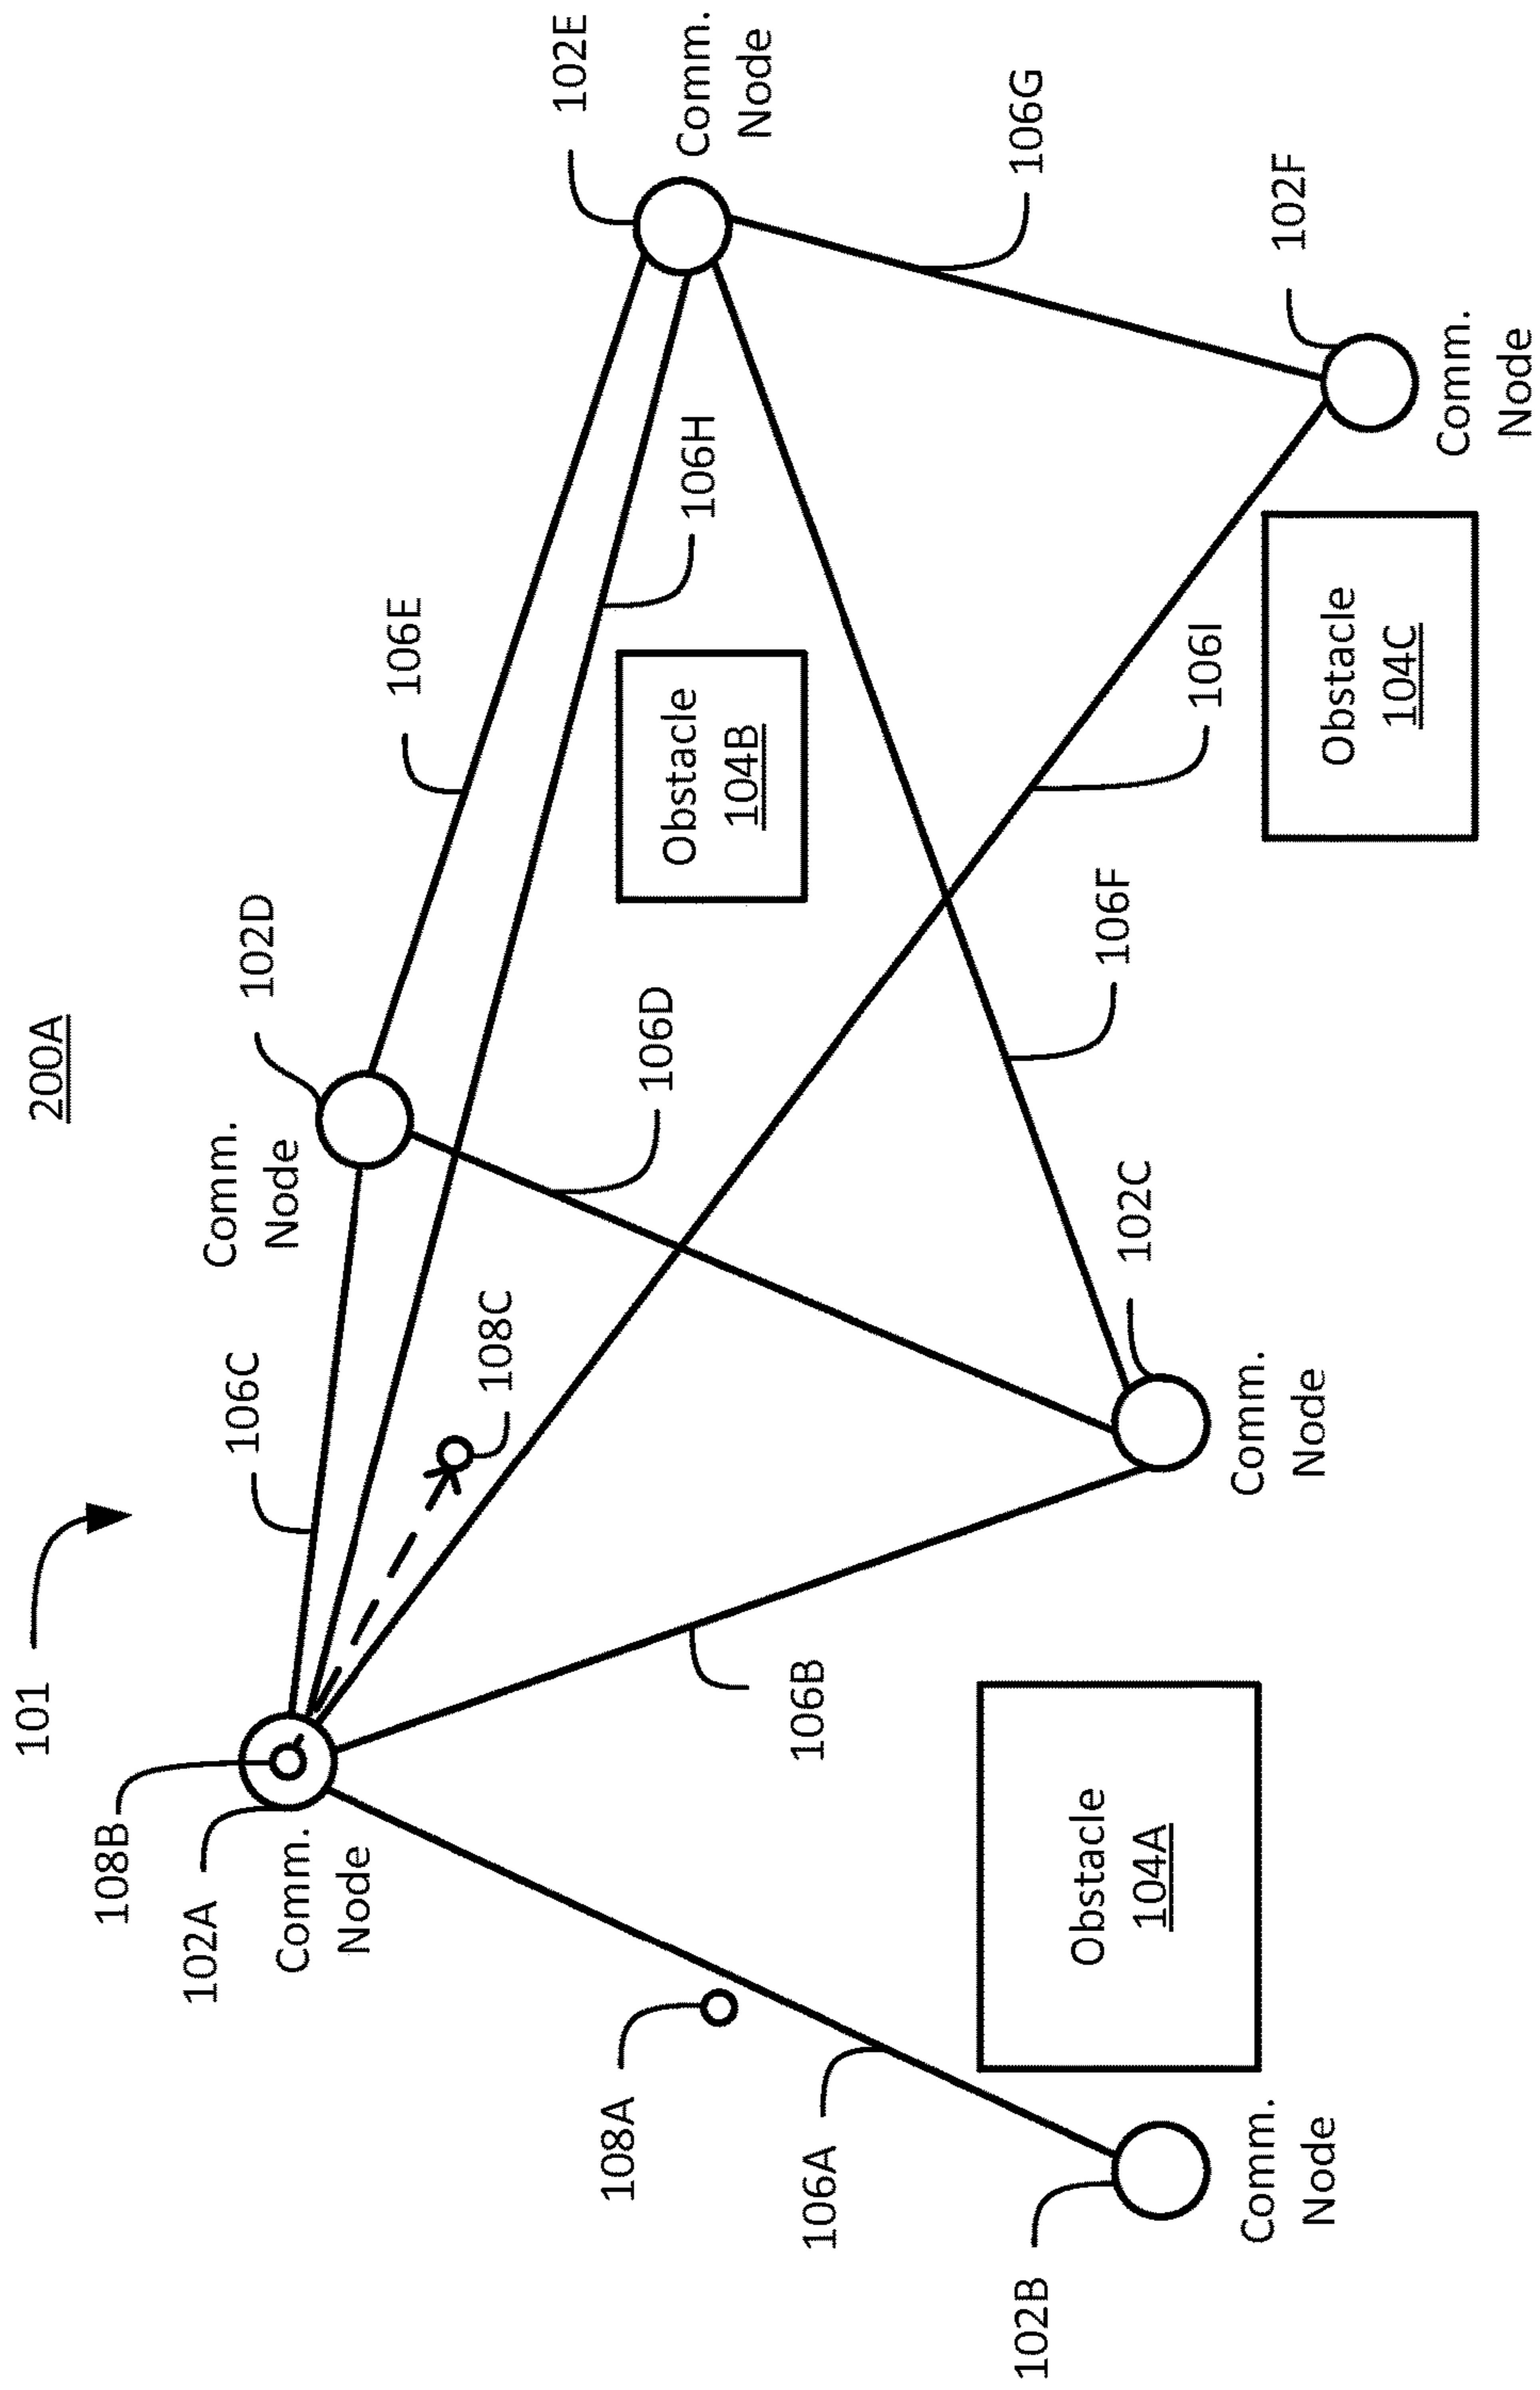 200A
101
108B
102A
Comm.
Node
106C
102D
Comm.
Node
106E
102E
Comm.
Node
108C
106D
106H
Obstacle
104B
108A
106A
106B
106F
106I
106G
Obstacle
104A
102B
Comm.
Node
102C
Comm.
Node
Obstacle
104C
102F
Comm.
Node